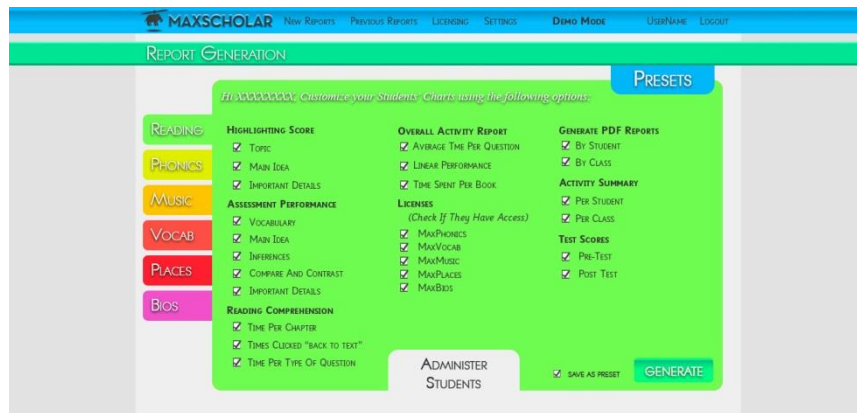 MAXSCHOLAR New Reports Previous Reports Licensing Settings Demo Mode UserName Logout
Report Generation
Presets
Hi XXXXXXXXX, Customize your Students' Charts using the following options:
Reading
Phonics
Music
Vocab
Places
Bios
Highlighting Score
Topic
Main Idea
Important Details
Assessment Performance
Vocabulary
Main Idea
Inferences
Compare And Contrast
Important Details
Reading Comprehension
Time Per Chapter
Times Clicked "back to text"
Time Per Type Of Question
Overall Activity Report
Average Tme Per Question
Linear Performance
Time Spent Per Book
Licenses
(Check If They Have Access)
MaxPhonics
MaxVocab
MaxMusic
MaxPlaces
MaxBios
Generate PDF Reports
By Student
By Class
Activity Summary
Per Student
Per Class
Test Scores
Pre-Test
Post Test
Administer
Students
Save as preset
GENERATE